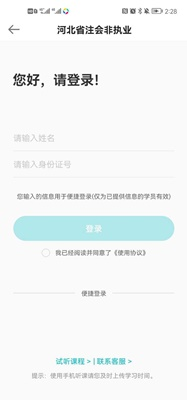 2:28
河北省注会非执业
您好，请登录！
请输入姓名
请输入身份证号
您输入的信息用于便捷登录(仅为已提供信息的学员有效)
登录
我已经阅读并同意了《使用协议》
便捷登录
试听课程 > | 联系客服 >
提示：使用手机听课请您及时上传学习时间。